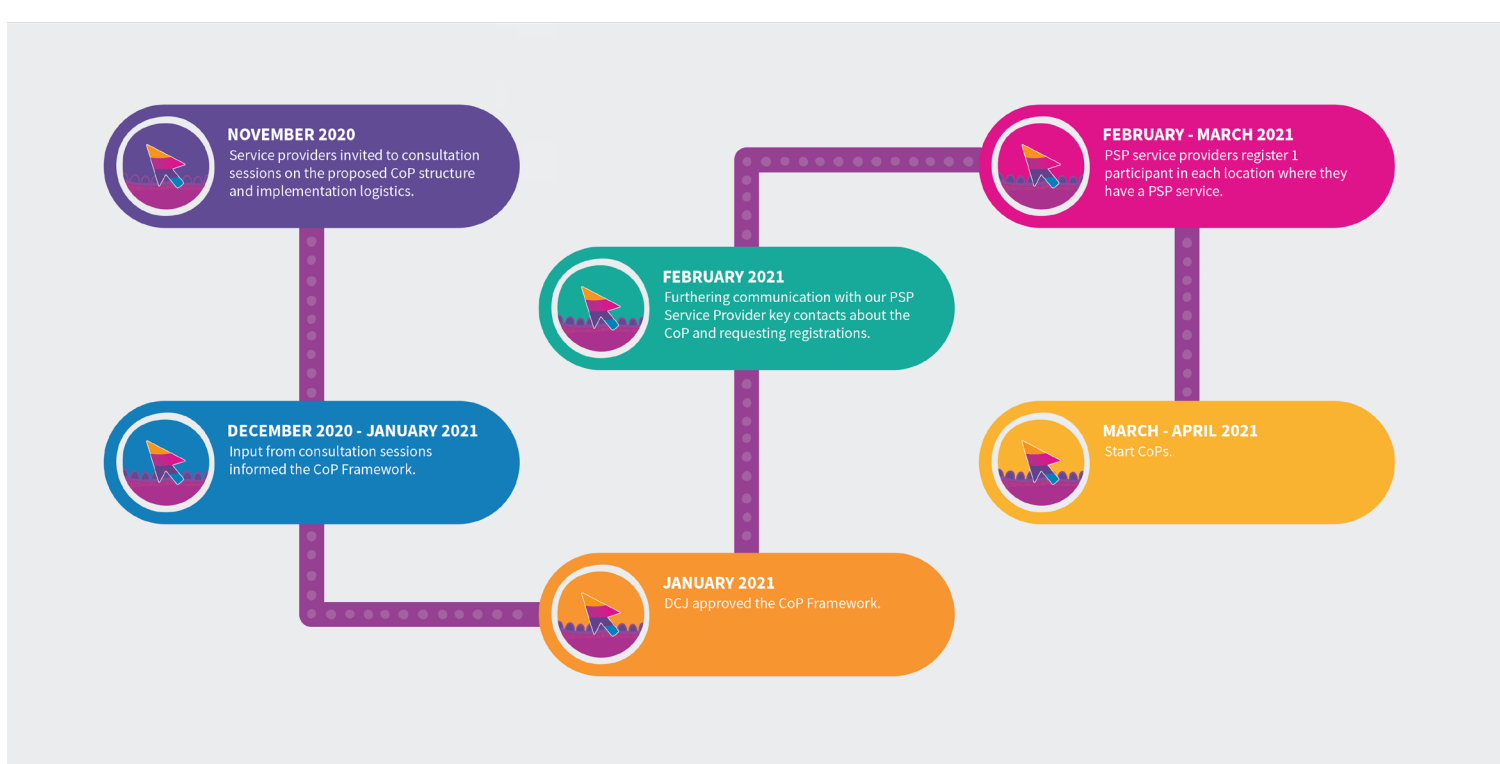 NOVEMBER 2020
Service providers invited to consultation
sessions on the proposed CoP structure
and implementation logistics.
DECEMBER 2020 - JANUARY 2021
Input from consultation sessions
informed the CoP Framework.
JANUARY 2021
DCJ approved the CoP Framework.
FEBRUARY 2021
Furthering communication with our PSP
Service Provider key contacts about the
CoP and requesting registrations.
FEBRUARY - MARCH 2021
PSP service providers register 1
participant in each location where they
have a PSP service.
MARCH - APRIL 2021
Start CoPs.